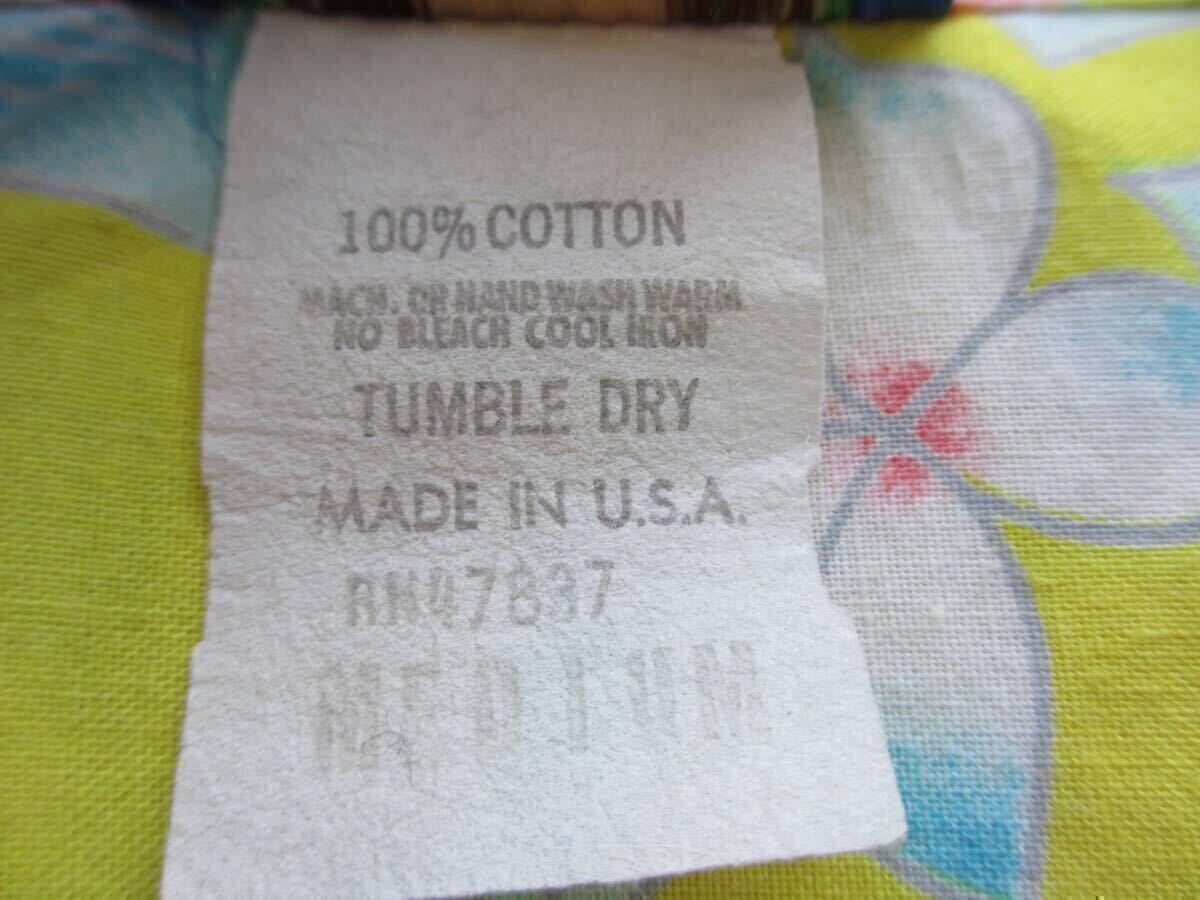 100% COTTON
MACH. OR HAND WASH WARM
NO BLEACH COOL IRON
TUMBLE DRY
MADE IN U.S.A.
RN47837
MEDIUM